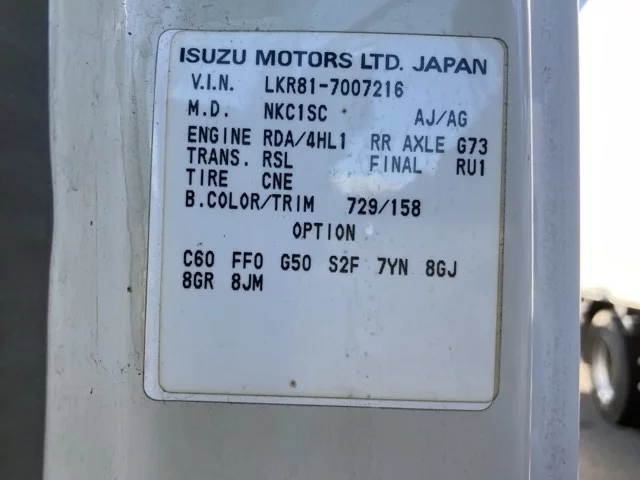 ISUZU MOTORS LTD. JAPAN
V.I.N. LKR81-7007216
M.D. NKC1SC AJ/AG
ENGINE RDA/4HL1 RR AXLE G73
TRANS. RSL FINAL RU1
TIRE CNE
B.COLOR/TRIM 729/158
OPTION
C60 FF0 G50 S2F 7YN 8GJ
8GR 8JM